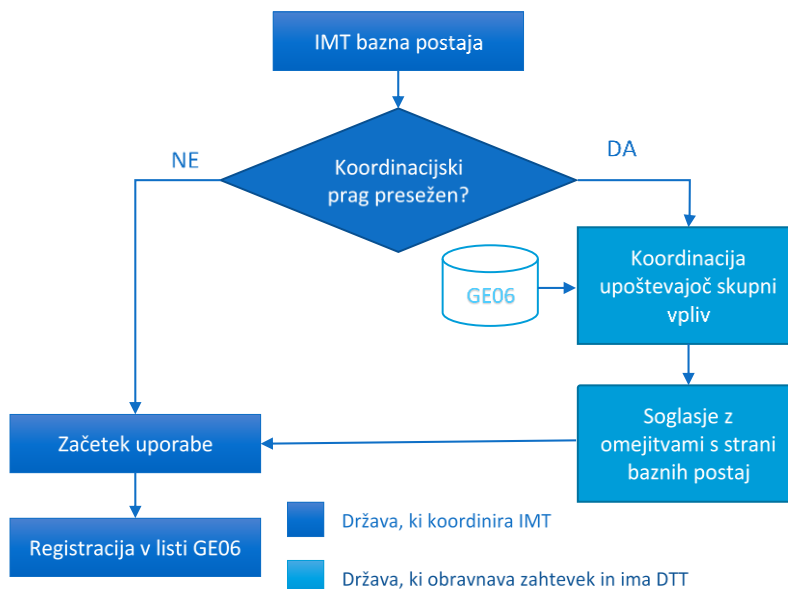 IMT bazna postaja
Koordinacijski
prag presežen?
NE
DA
Koordinacija
upoštevajoč skupni
vpliv
GE06
Soglasje z
omejitvami s strani
baznih postaj
Začetek uporabe
Registracija v listi GE06
Država, ki koordinira IMT
Država, ki obravnava zahtevek in ima DTT